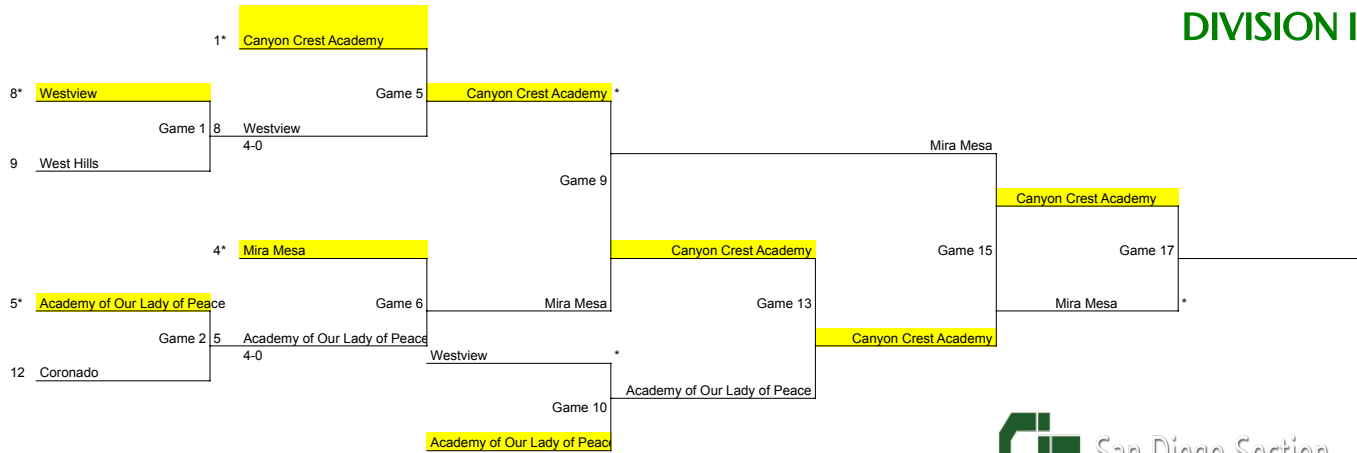 DIVISION I
1* Canyon Crest Academy
8* Westview
Game 5
Canyon Crest Academy *
Game 1 8 Westview
4-0
Mira Mesa
9 West Hills
Game 9
Canyon Crest Academy
4* Mira Mesa
Canyon Crest Academy
Game 15
Game 17
5* Academy of Our Lady of Peace
Game 6
Mira Mesa
Game 13
Mira Mesa *
Game 2 5 Academy of Our Lady of Peace
4-0
Canyon Crest Academy
Westview *
12 Coronado
Academy of Our Lady of Peace
Game 10
Academy of Our Lady of Peace
San Diego Section